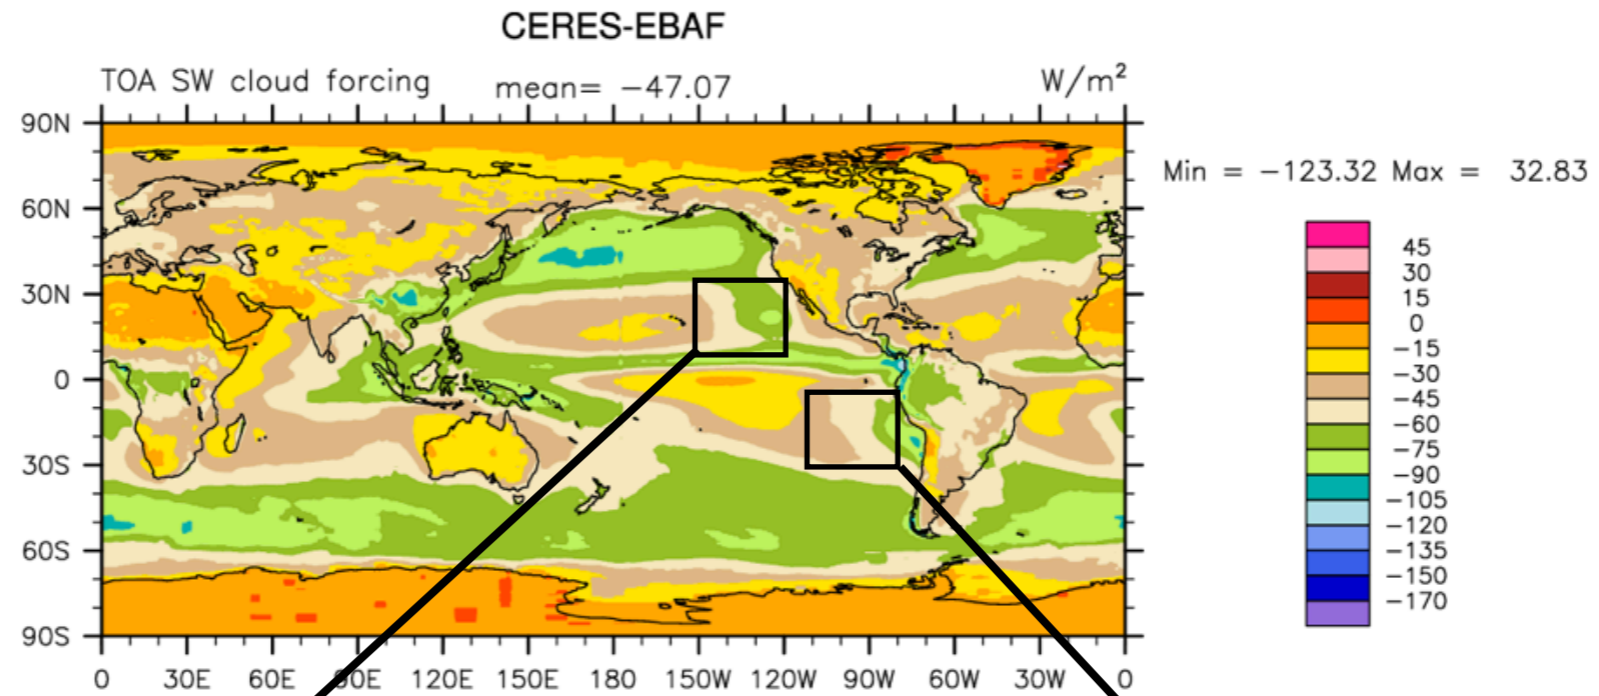 CERES-EBAF
TOA SW cloud forcing mean= −47.07 W/m²
Min = −123.32 Max = 32.83
90N
60N
30N
0
30S
60S
90S
0 30E 60E 90E 120E 150E 180 150W 120W 90W 60W 30W 0
45
30
15
0
−15
−30
−45
−60
−75
−90
−105
−120
−135
−150
−170